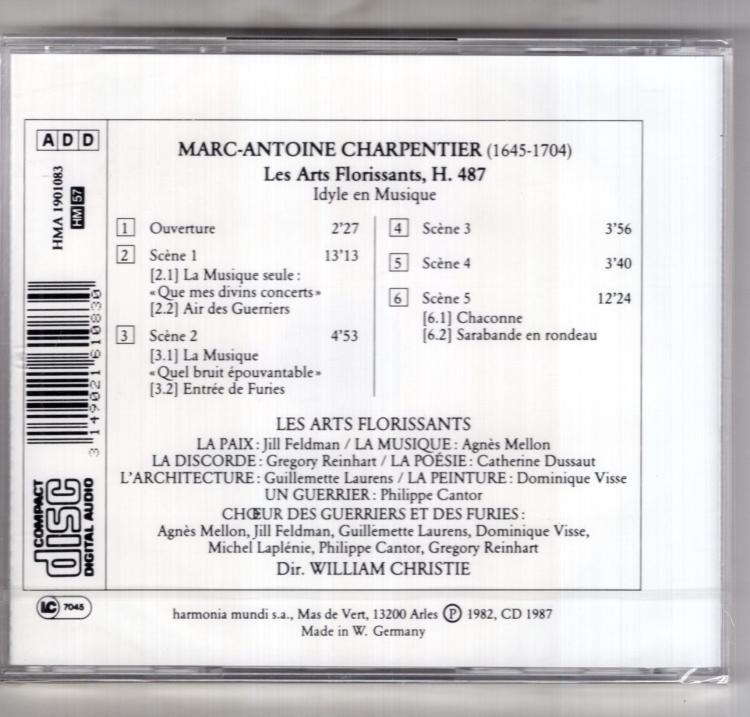 ADD
HMA 1901083
HM 57
MARC-ANTOINE CHARPENTIER (1645-1704)
Les Arts Florissants, H. 487
Idyle en Musique
1 Ouverture 2'27
2 Scène 1 13'13
[2.1] La Musique seule :
«Que mes divins concerts»
[2.2] Air des Guerriers
3 Scène 2 4'53
[3.1] La Musique
«Quel bruit épouvantable»
[3.2] Entrée de Furies
4 Scène 3 3'56
5 Scène 4 3'40
6 Scène 5 12'24
[6.1] Chaconne
[6.2] Sarabande en rondeau
LES ARTS FLORISSANTS
LA PAIX : Jill Feldman / LA MUSIQUE : Agnès Mellon
LA DISCORDE : Gregory Reinhart / LA POÉSIE : Catherine Dussaut
L'ARCHITECTURE : Guillemette Laurens / LA PEINTURE : Dominique Visse
UN GUERRIER : Philippe Cantor
CHŒUR DES GUERRIERS ET DES FURIES :
Agnès Mellon, Jill Feldman, Guillemette Laurens, Dominique Visse,
Michel Laplénie, Philippe Cantor, Gregory Reinhart
Dir. WILLIAM CHRISTIE
3 149021 610830
COMPACT
disc
DIGITAL AUDIO
LC 7045
harmonia mundi s.a., Mas de Vert, 13200 Arles Ⓟ 1982, CD 1987
Made in W. Germany